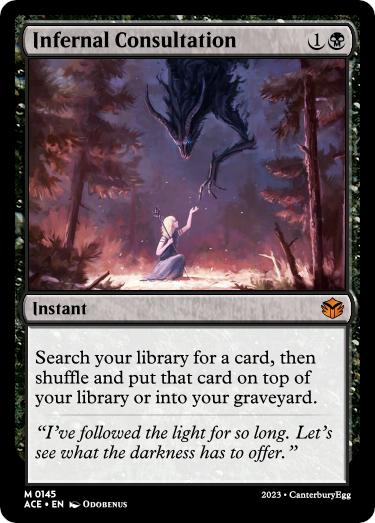 Infernal Consultation 1
Instant
Search your library for a card, then
shuffle and put that card on top of
your library or into your graveyard.
“I’ve followed the light for so long. Let’s
see what the darkness has to offer.”
M 0145
ACE • EN Odobenus
2023 • CanterburyEgg